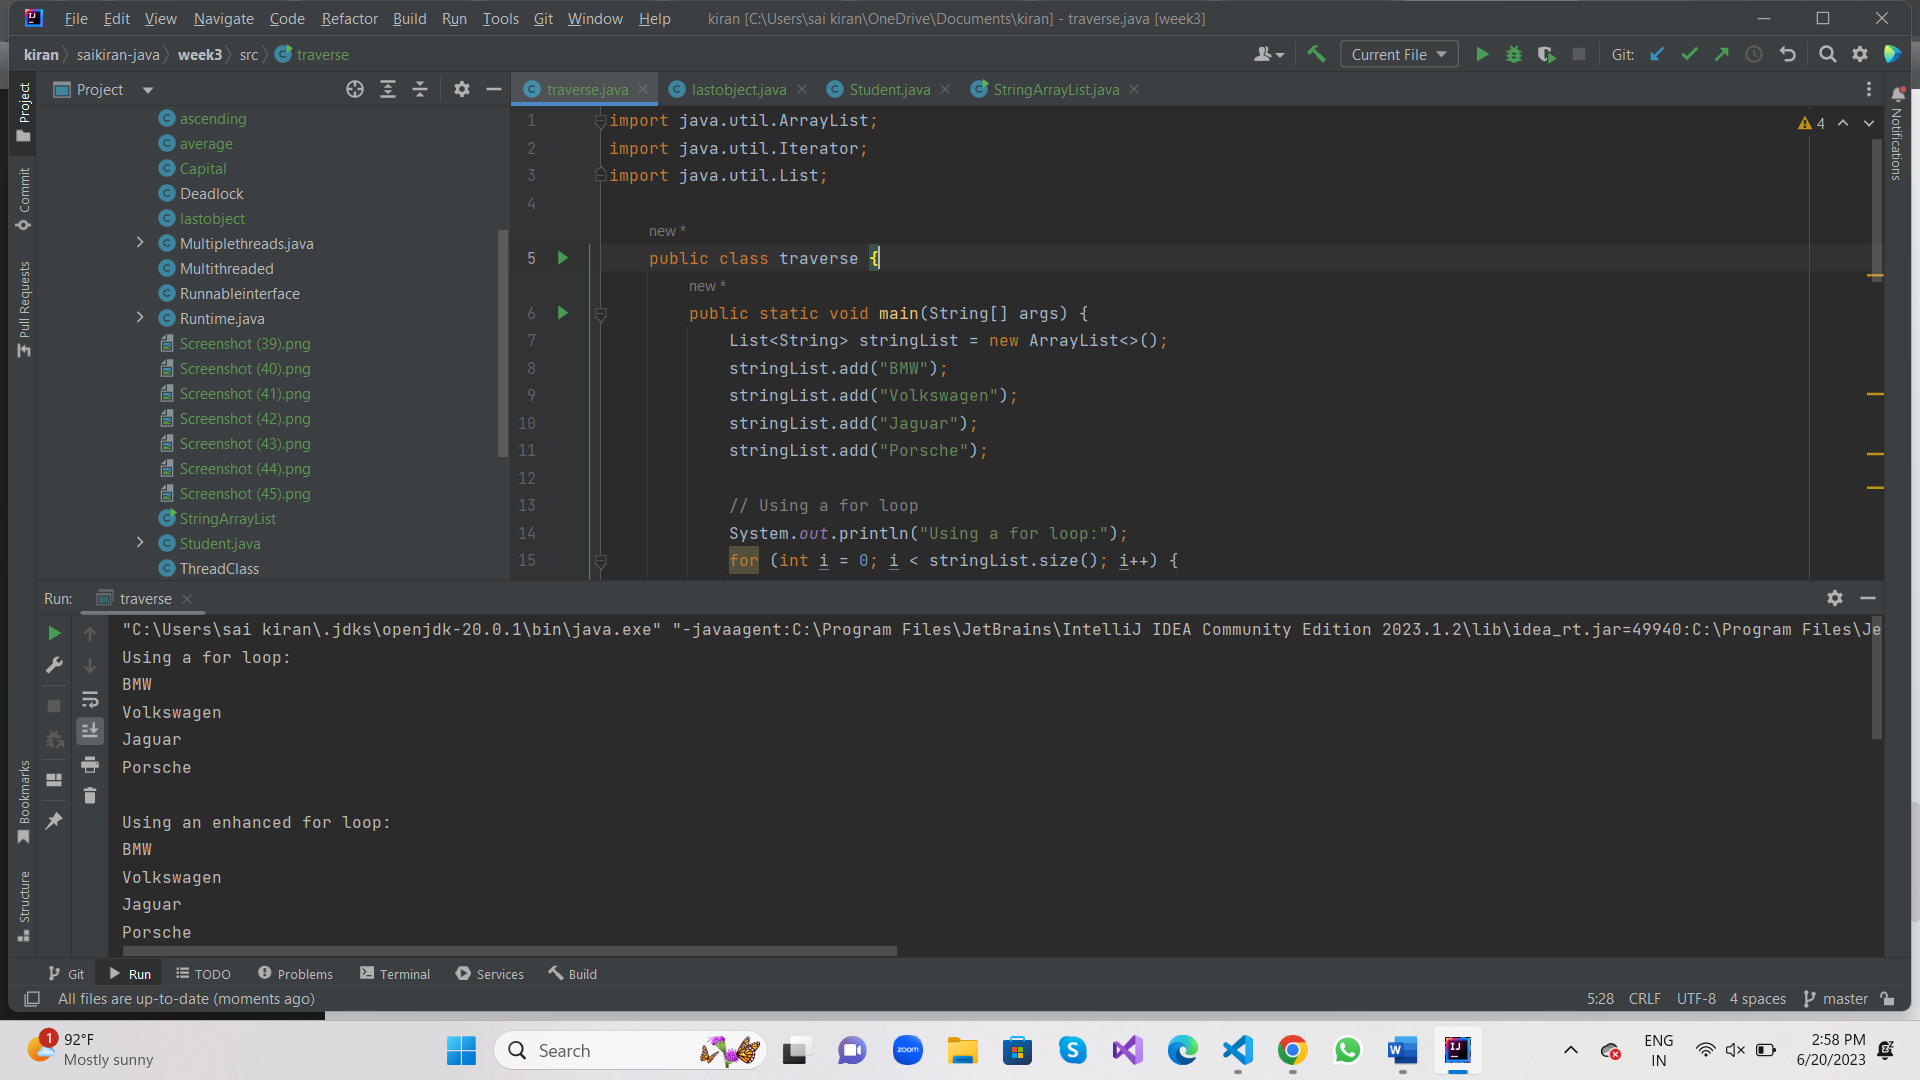 File Edit View Navigate Code Refactor Build Run Tools Git Window Help kiran [C:\Users\sai kiran\OneDrive\Documents\kiran] - traverse.java [week3]
kiran saikiran-java week3 src traverse Current File Git:
Project
traverse.java lastobject.java Student.java StringArrayList.java
Project
Commit
Pull Requests
Bookmarks
Structure
Notifications
ascending
average
Capital
Deadlock
lastobject
Multiplethreads.java
Multithreaded
Runnableinterface
Runtime.java
Screenshot (39).png
Screenshot (40).png
Screenshot (41).png
Screenshot (42).png
Screenshot (43).png
Screenshot (44).png
Screenshot (45).png
StringArrayList
Student.java
ThreadClass
4
1 import java.util.ArrayList;
2 import java.util.Iterator;
3 import java.util.List;
4
new *
5 public class traverse {
new *
6 public static void main(String[] args) {
7 List<String> stringList = new ArrayList<>();
8 stringList.add("BMW");
9 stringList.add("Volkswagen");
10 stringList.add("Jaguar");
11 stringList.add("Porsche");
12
13 // Using a for loop
14 System.out.println("Using a for loop:");
15 for (int i = 0; i < stringList.size(); i++) {
Run: traverse
"C:\Users\sai kiran\.jdks\openjdk-20.0.1\bin\java.exe" "-javaagent:C:\Program Files\JetBrains\IntelliJ IDEA Community Edition 2023.1.2\lib\idea_rt.jar=49940:C:\Program Files\Je
Using a for loop:
BMW
Volkswagen
Jaguar
Porsche
Using an enhanced for loop:
BMW
Volkswagen
Jaguar
Porsche
Git Run TODO Problems Terminal Services Build
All files are up-to-date (moments ago) 5:28 CRLF UTF-8 4 spaces master
1
92°F
Mostly sunny
Search
zoom
ENG
IN
2:58 PM
6/20/2023